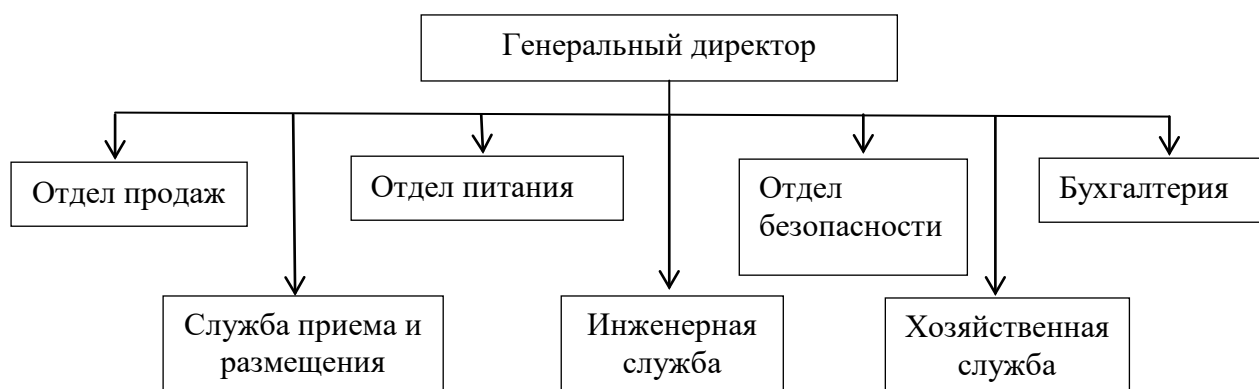 Генеральный директор
Отдел продаж
Отдел питания
Отдел
безопасности
Бухгалтерия
Служба приема и
размещения
Инженерная
служба
Хозяйственная
служба